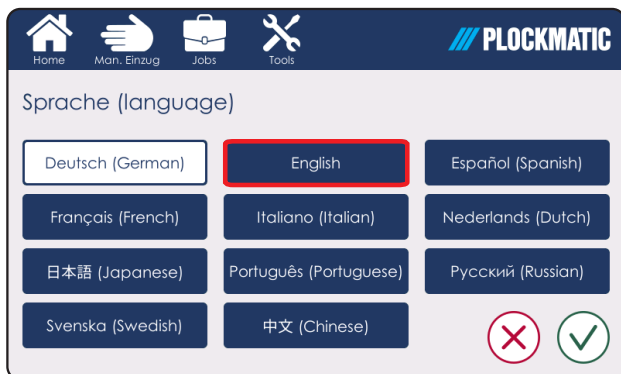 PLOCKMATIC
Home Man. Einzug Jobs Tools
Sprache (language)
Deutsch (German) English Español (Spanish)
Français (French) Italiano (Italian) Nederlands (Dutch)
日本語 (Japanese) Português (Portuguese) Русский (Russian)
Svenska (Swedish) 中文 (Chinese)